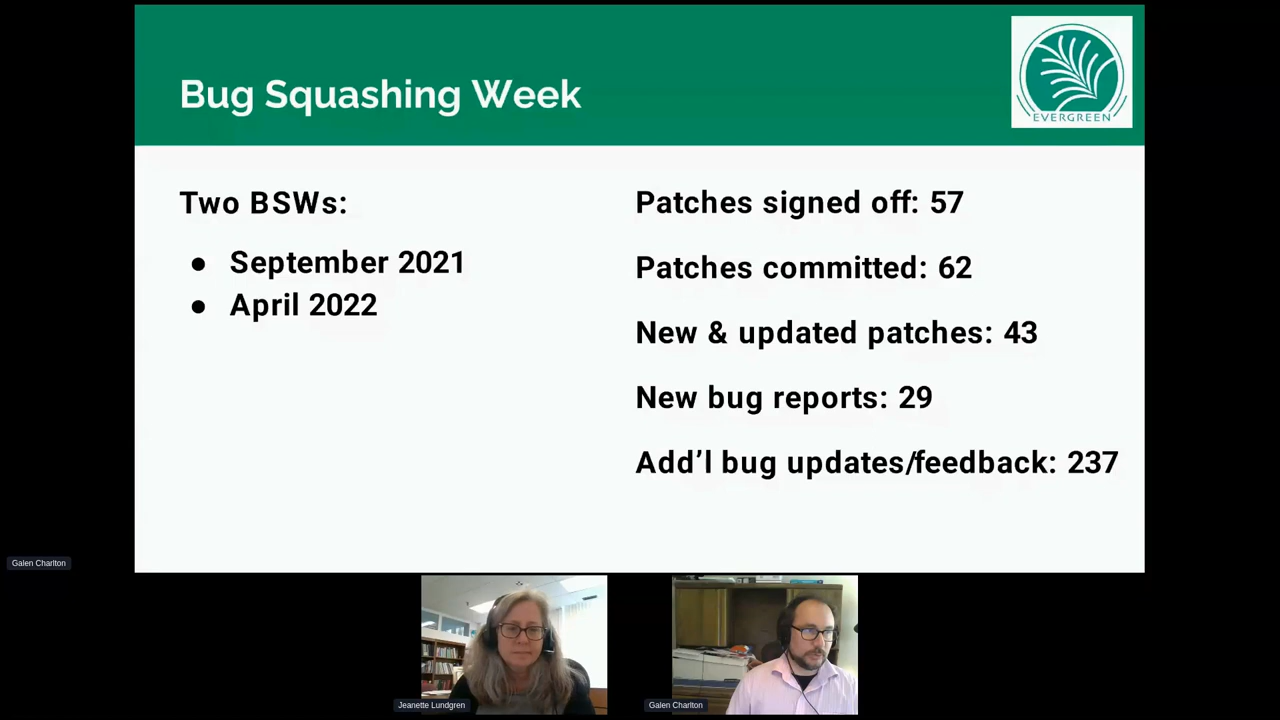 Bug Squashing Week
EVERGREEN
Two BSWs:
● September 2021
● April 2022
Patches signed off: 57
Patches committed: 62
New & updated patches: 43
New bug reports: 29
Add’l bug updates/feedback: 237
Galen Charlton
Jeanette Lundgren
Galen Charlton